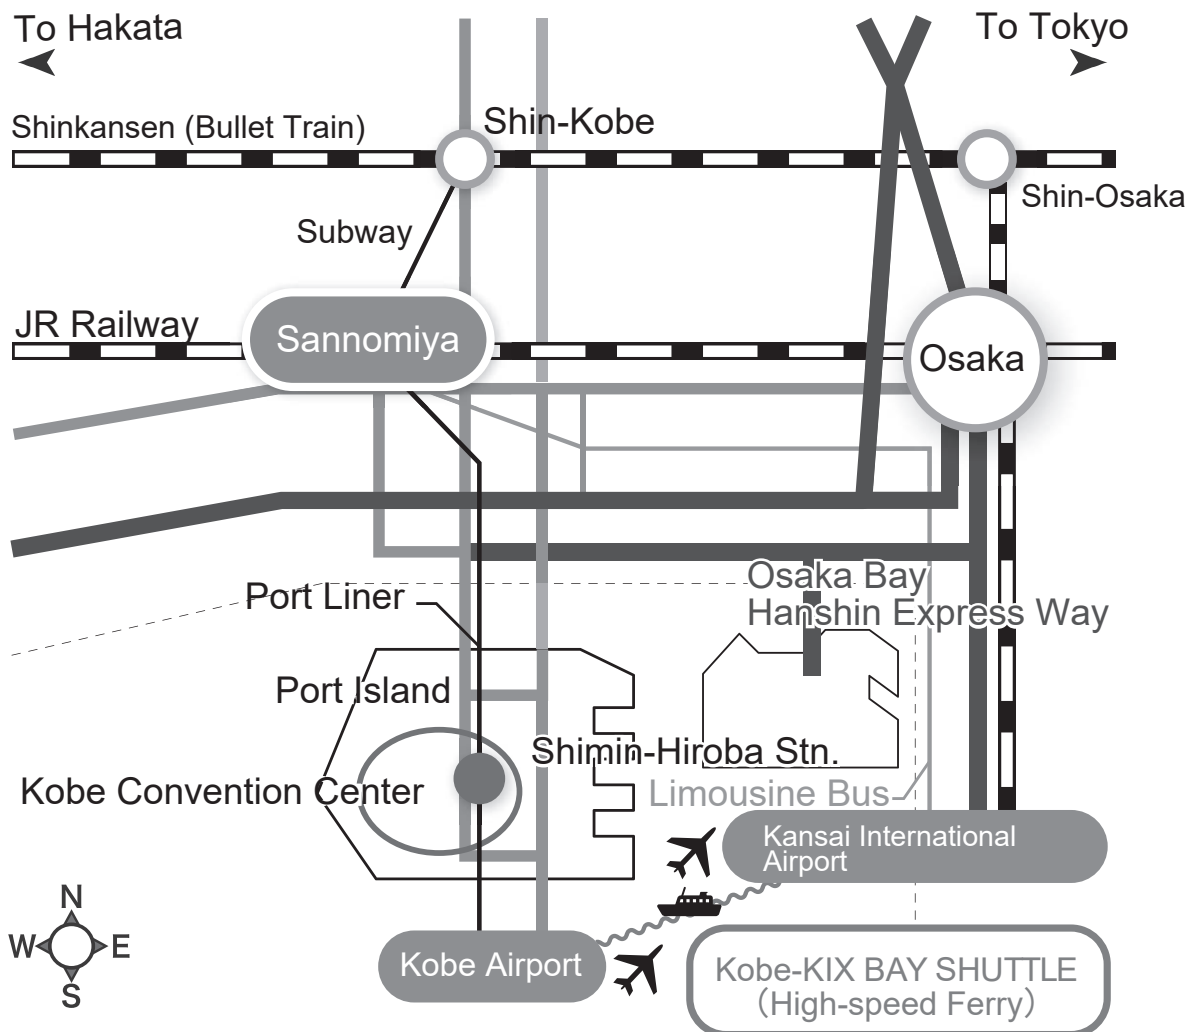 To Hakata
To Tokyo
Shinkansen (Bullet Train)
Shin-Kobe
Shin-Osaka
Subway
JR Railway
Sannomiya
Osaka
Osaka Bay
Hanshin Express Way
Port Liner
Port Island
Shimin-Hiroba Stn.
Kobe Convention Center
Limousine Bus
Kansai International
Airport
N
W
E
S
Kobe Airport
Kobe-KIX BAY SHUTTLE
（High-speed Ferry）